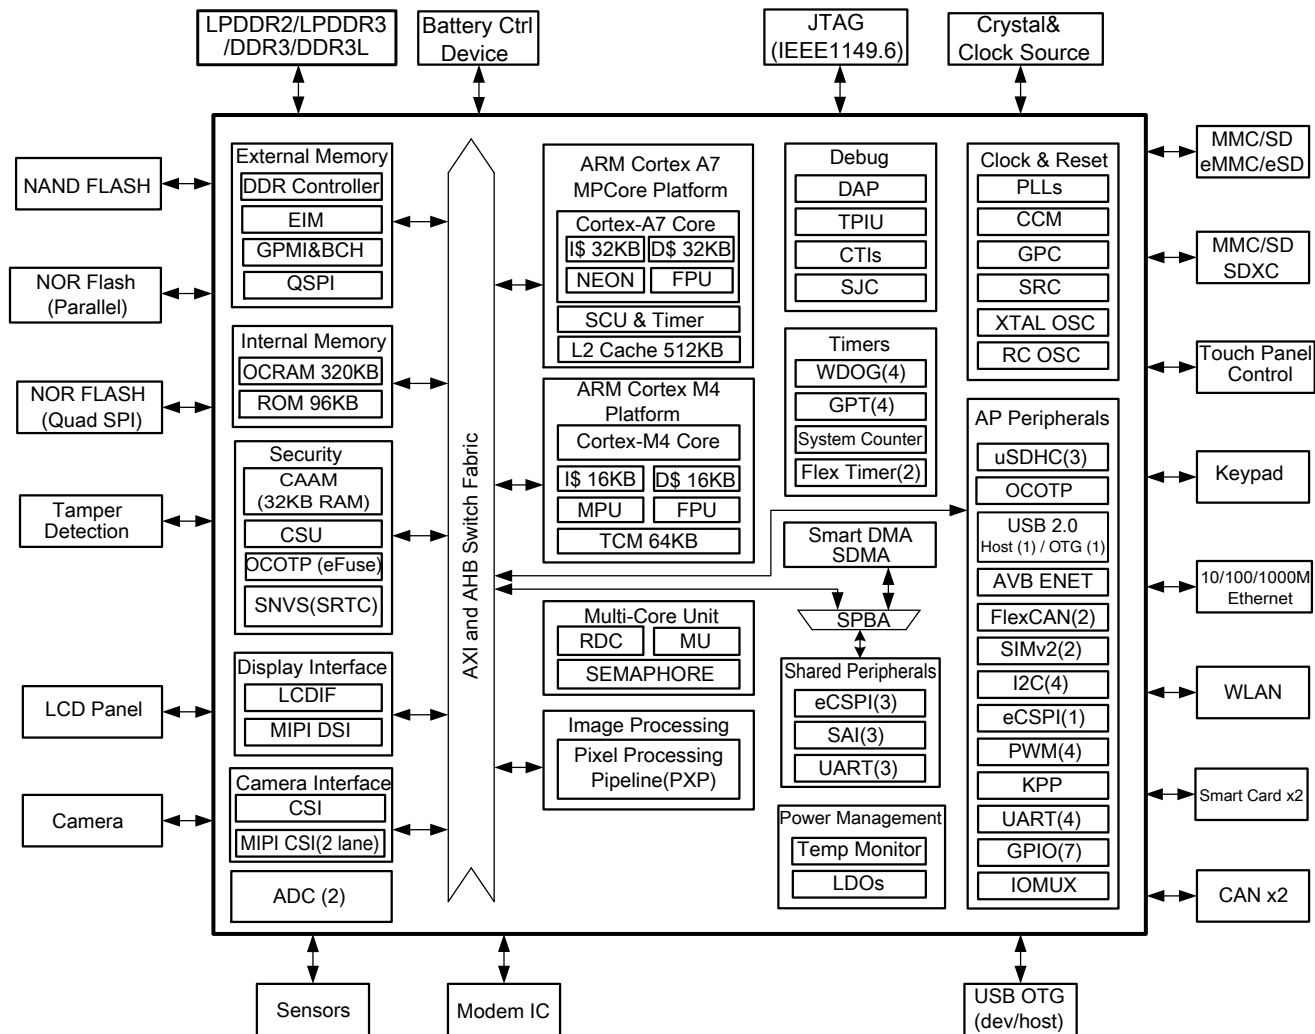 LPDDR2/LPDDR3
/DDR3/DDR3L
Battery Ctrl
Device
JTAG
(IEEE1149.6)
Crystal&
Clock Source
NAND FLASH
NOR Flash
(Parallel)
NOR FLASH
(Quad SPI)
Tamper
Detection
LCD Panel
Camera
External Memory
DDR Controller
EIM
GPMI&BCH
QSPI
Internal Memory
OCRAM 320KB
ROM 96KB
Security
CAAM
(32KB RAM)
CSU
OCOTP (eFuse)
SNVS(SRTC)
Display Interface
LCDIF
MIPI DSI
Camera Interface
CSI
MIPI CSI(2 lane)
ADC (2)
AXI and AHB Switch Fabric
ARM Cortex A7
MPCore Platform
Cortex-A7 Core
I$ 32KB
D$ 32KB
NEON
FPU
SCU & Timer
L2 Cache 512KB
ARM Cortex M4
Platform
Cortex-M4 Core
I$ 16KB
D$ 16KB
MPU
FPU
TCM 64KB
Multi-Core Unit
RDC
MU
SEMAPHORE
Image Processing
Pixel Processing
Pipeline(PXP)
Debug
DAP
TPIU
CTIs
SJC
Timers
WDOG(4)
GPT(4)
System Counter
Flex Timer(2)
Smart DMA
SDMA
SPBA
Shared Peripherals
eCSPI(3)
SAI(3)
UART(3)
Power Management
Temp Monitor
LDOs
Clock & Reset
PLLs
CCM
GPC
SRC
XTAL OSC
RC OSC
AP Peripherals
uSDHC(3)
OCOTP
USB 2.0
Host (1) / OTG (1)
AVB ENET
FlexCAN(2)
SIMv2(2)
I2C(4)
eCSPI(1)
PWM(4)
KPP
UART(4)
GPIO(7)
IOMUX
MMC/SD
eMMC/eSD
MMC/SD
SDXC
Touch Panel
Control
Keypad
10/100/1000M
Ethernet
WLAN
Smart Card x2
CAN x2
Sensors
Modem IC
USB OTG
(dev/host)